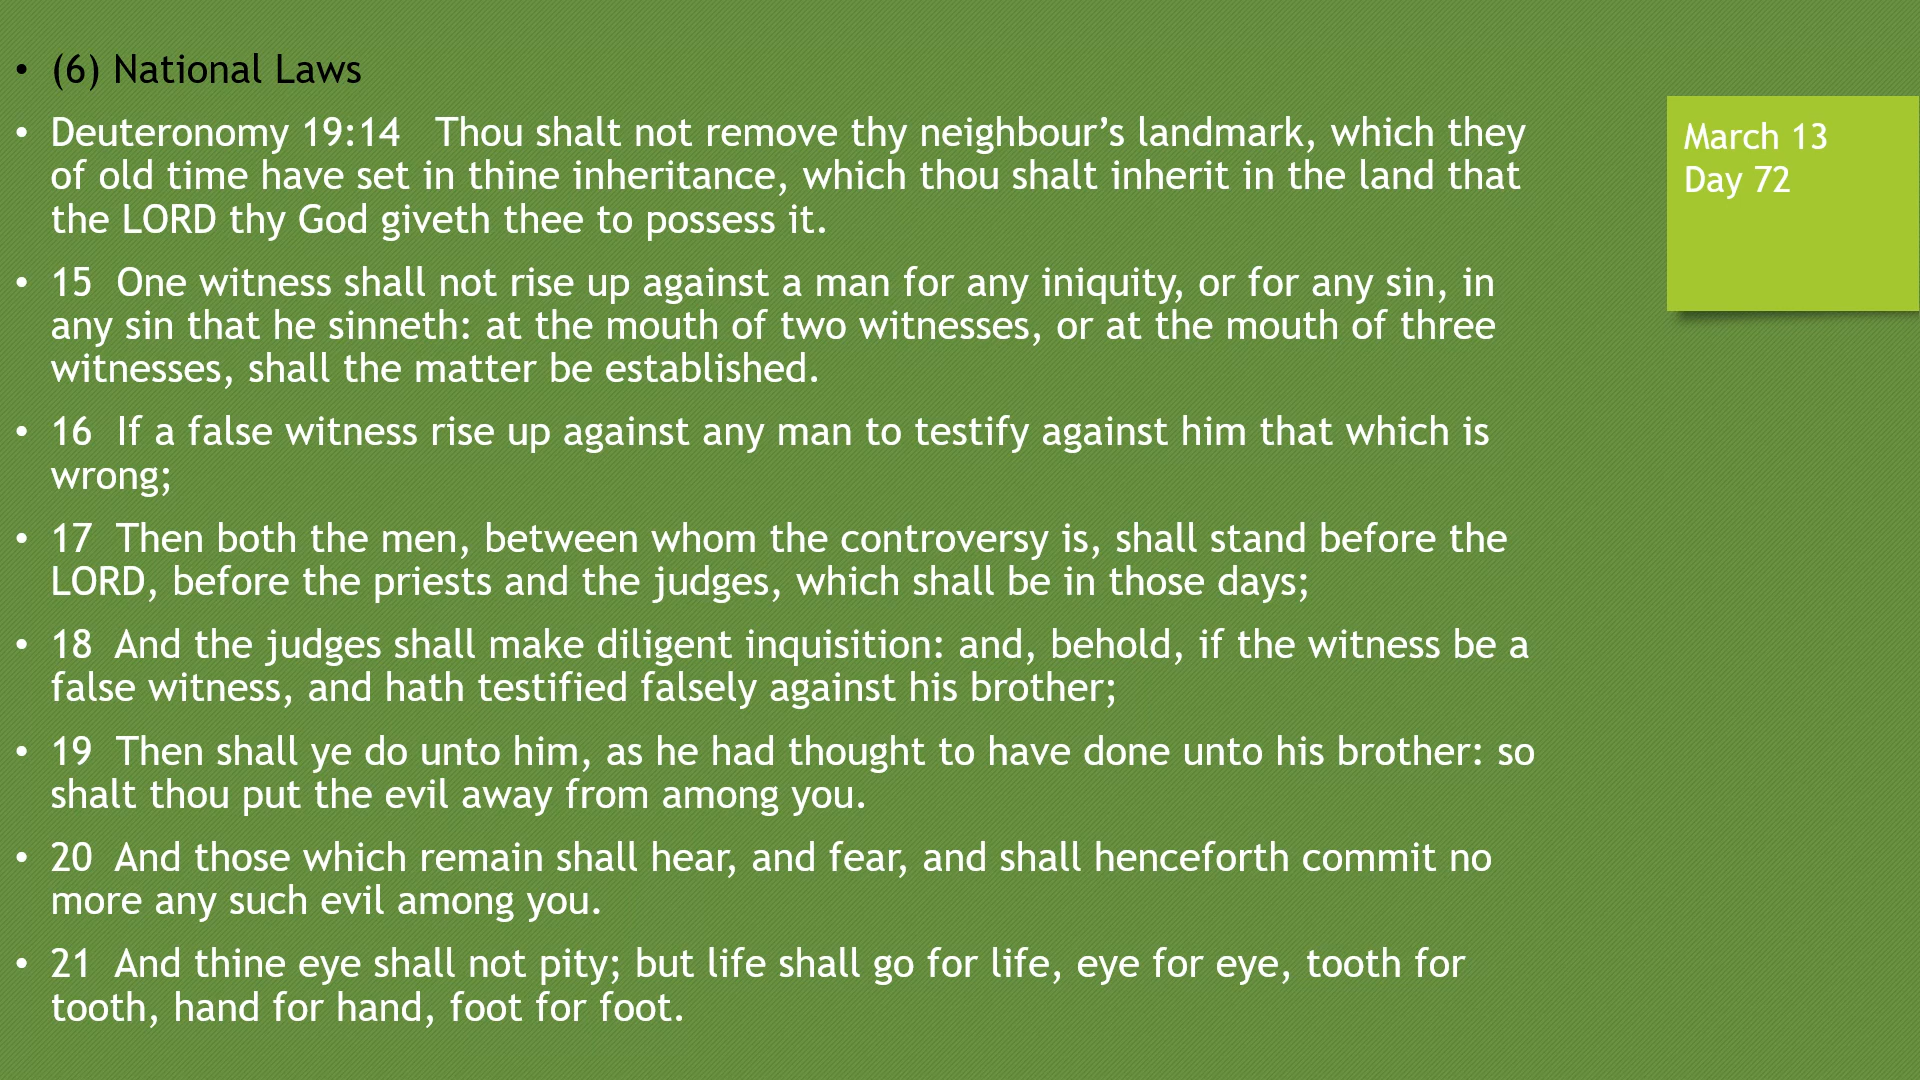 • (6) National Laws
• Deuteronomy 19:14   Thou shalt not remove thy neighbour’s landmark, which they
of old time have set in thine inheritance, which thou shalt inherit in the land that
the LORD thy God giveth thee to possess it.
• 15  One witness shall not rise up against a man for any iniquity, or for any sin, in
any sin that he sinneth: at the mouth of two witnesses, or at the mouth of three
witnesses, shall the matter be established.
• 16  If a false witness rise up against any man to testify against him that which is
wrong;
• 17  Then both the men, between whom the controversy is, shall stand before the
LORD, before the priests and the judges, which shall be in those days;
• 18  And the judges shall make diligent inquisition: and, behold, if the witness be a
false witness, and hath testified falsely against his brother;
• 19  Then shall ye do unto him, as he had thought to have done unto his brother: so
shalt thou put the evil away from among you.
• 20  And those which remain shall hear, and fear, and shall henceforth commit no
more any such evil among you.
• 21  And thine eye shall not pity; but life shall go for life, eye for eye, tooth for
tooth, hand for hand, foot for foot.
March 13
Day 72